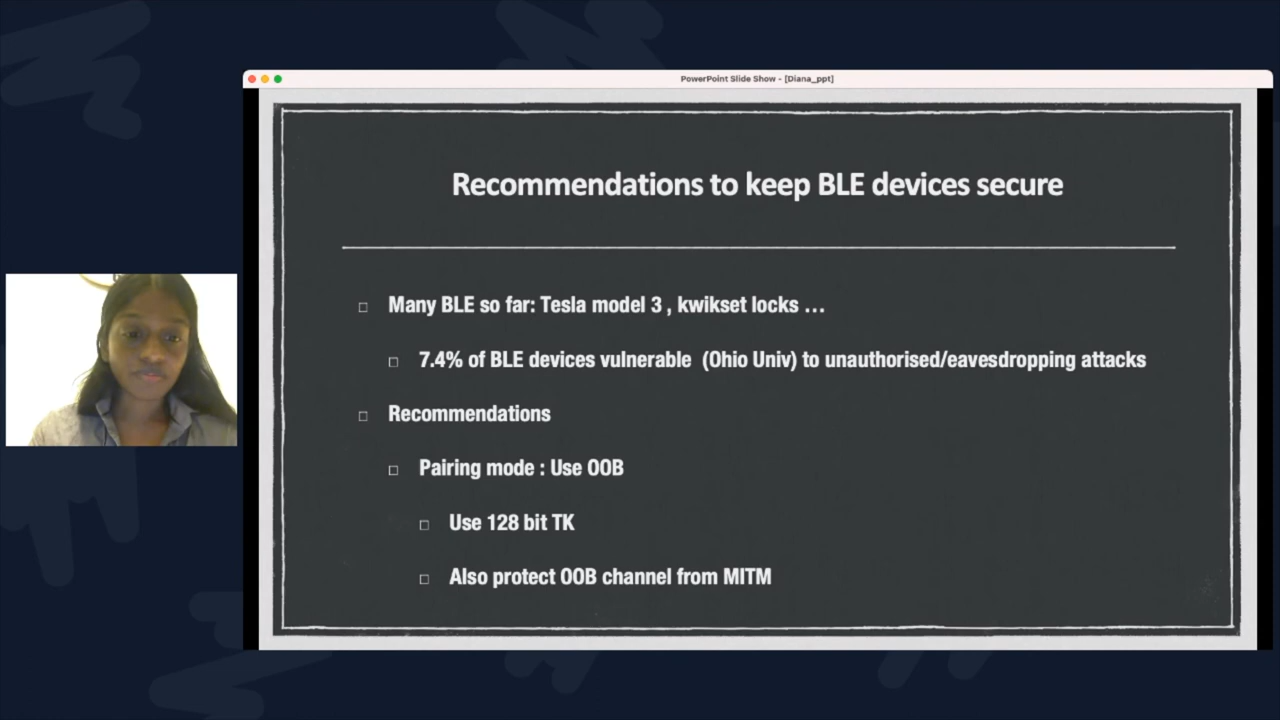 PowerPoint Slide Show - [Diana_ppt]
Recommendations to keep BLE devices secure
Many BLE so far: Tesla model 3 , kwikset locks ...
7.4% of BLE devices vulnerable (Ohio Univ) to unauthorised/eavesdropping attacks
Recommendations
Pairing mode : Use OOB
Use 128 bit TK
Also protect OOB channel from MITM